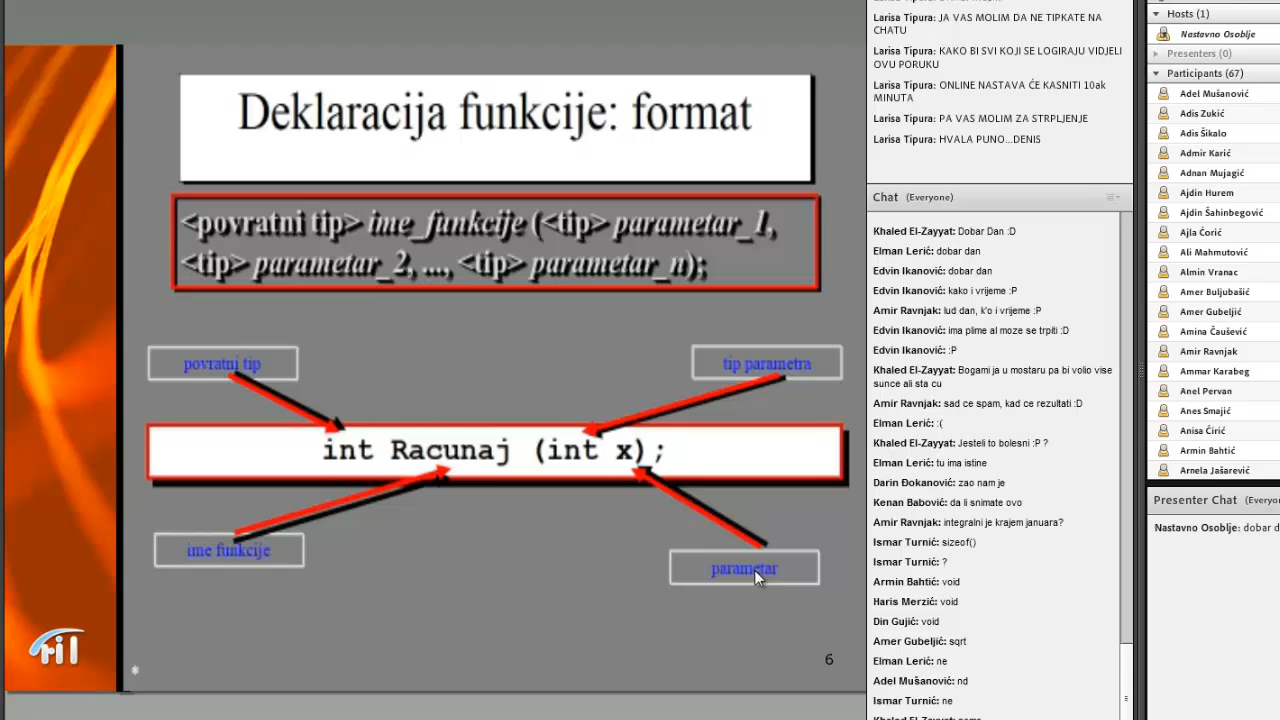 Deklaracija funkcije: format
<povratni tip> ime_funkcije (<tip> parametar_1,
<tip> parametar_2, ..., <tip> parametar_n);
povratni tip
tip parametra
int Racunaj (int x);
ime funkcije
parametar
ril
*
6
Larisa Tipura: JA VAS MOLIM DA NE TIPKATE NA
CHATU
Larisa Tipura: KAKO BI SVI KOJI SE LOGIRAJU VIDJELI
OVU PORUKU
Larisa Tipura: ONLINE NASTAVA ĆE KASNITI 10ak
MINUTA
Larisa Tipura: PA VAS MOLIM ZA STRPLJENJE
Larisa Tipura: HVALA PUNO...DENIS
Chat (Everyone)
Khaled El-Zayyat: Dobar Dan :D
Elman Lerić: dobar dan
Edvin Ikanović: dobar dan
Edvin Ikanović: kako i vrijeme :P
Amir Ravnjak: lud dan, k'o i vrijeme :P
Edvin Ikanović: ima plime al moze se trpiti :D
Edvin Ikanović: :P
Khaled El-Zayyat: Bogami ja u mostaru pa bi volio vise
sunce ali sta cu
Amir Ravnjak: sad ce spam, kad ce rezultati :D
Elman Lerić: :(
Khaled El-Zayyat: Jesteli to bolesni :P ?
Elman Lerić: tu ima istine
Darin Đokanović: zao nam je
Kenan Babović: da li snimate ovo
Amir Ravnjak: integralni je krajem januara?
Ismar Turnić: sizeof()
Ismar Turnić: ?
Armin Bahtić: void
Haris Merzić: void
Din Gujić: void
Amer Gubeljić: sqrt
Elman Lerić: ne
Adel Mušanović: nd
Ismar Turnić: ne
Hosts (1)
Nastavno Osoblje
Presenters (0)
Participants (67)
Adel Mušanović
Adis Zukić
Adis Šikalo
Admir Karić
Adnan Mujagić
Ajdin Hurem
Ajdin Šahinbegović
Ajla Ćorić
Ali Mahmutović
Almin Vranac
Amer Buljubašić
Amer Gubeljić
Amina Čaušević
Amir Ravnjak
Ammar Karabeg
Anel Pervan
Anes Smajić
Anisa Ćirić
Armin Bahtić
Arnela Jašarević
Presenter Chat (Everyo
Nastavno Osoblje: dobar d